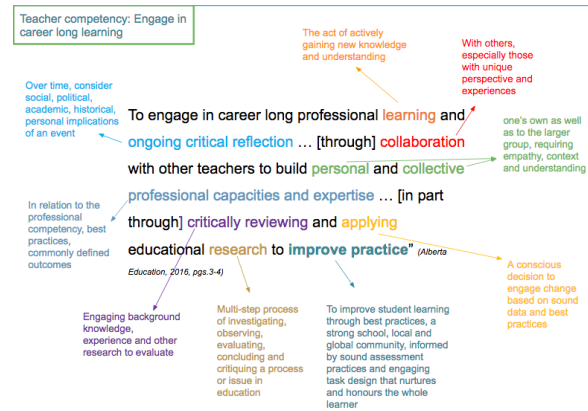 Teacher competency: Engage in
career long learning
The act of actively
gaining new knowledge
and understanding
With others,
especially those
with unique
perspective and
experiences
Over time, consider
social, political,
academic, historical,
personal implications
of an event
To engage in career long professional learning and
ongoing critical reflection … [through] collaboration
with other teachers to build personal and collective
professional capacities and expertise … [in part
through] critically reviewing and applying
educational research to improve practice” (Alberta
Education, 2016, pgs.3-4)
one's own as well
as to the larger
group, requiring
empathy, context
and understanding
In relation to the
professional
competency, best
practices,
commonly defined
outcomes
A conscious
decision to
engage change
based on sound
data and best
practices
Engaging background
knowledge,
experience and other
research to evaluate
Multi-step process
of investigating,
observing,
evaluating,
concluding and
critiquing a process
or issue in
education
To improve student learning
through best practices, a
strong school, local and
global community, informed
by sound assessment
practices and engaging
task design that nurtures
and honours the whole
learner